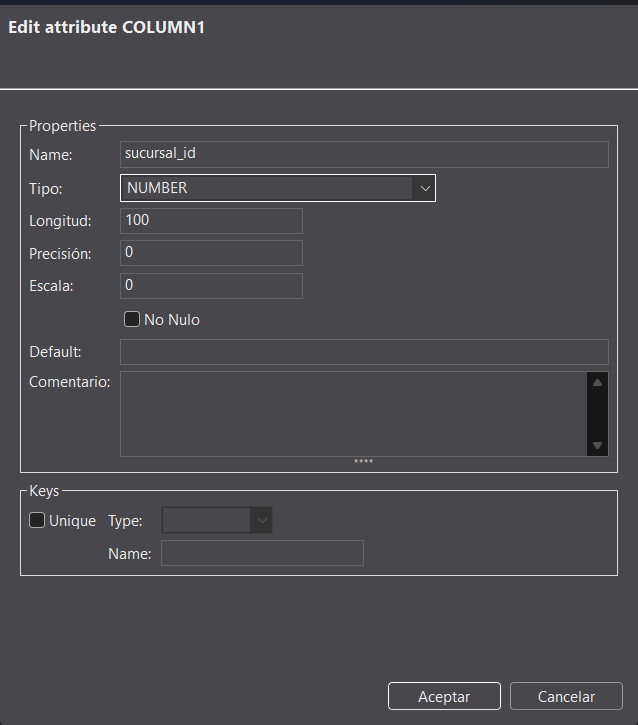 Edit attribute COLUMN1
Properties
Name: sucursal_id
Tipo: NUMBER
Longitud: 100
Precisión: 0
Escala: 0
No Nulo
Default:
Comentario:
Keys
Unique Type:
Name:
Aceptar Cancelar